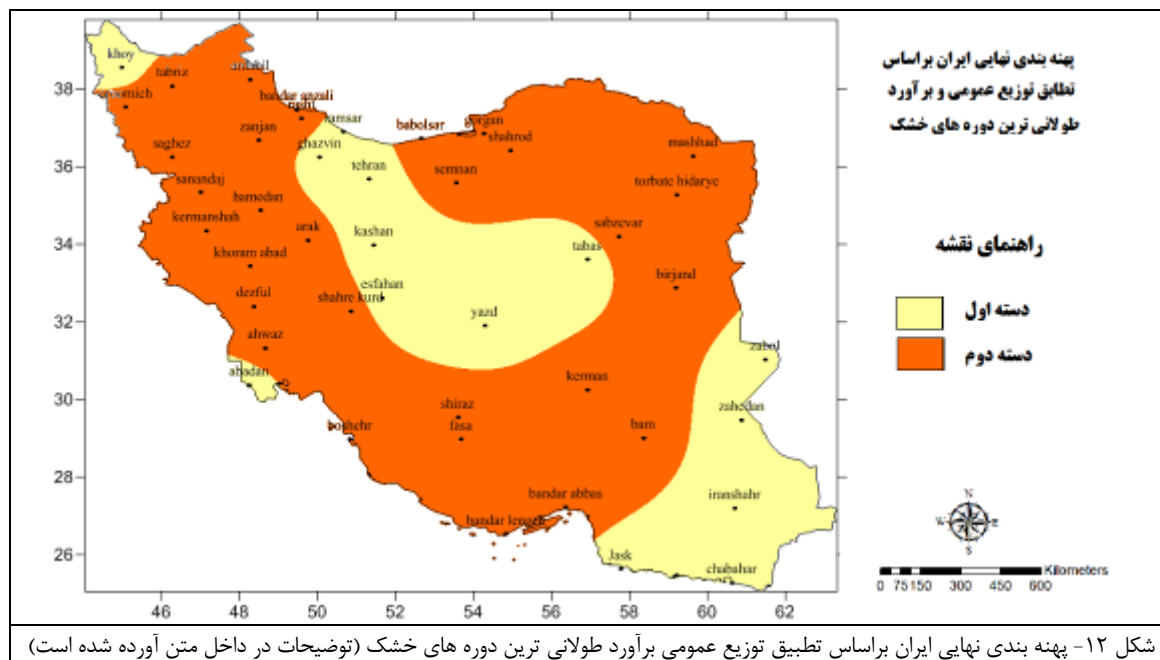 پهنه بندی نهایی ایران براساس
تطابق توزیع عمومی و برآورد
طولانی ترین دوره های خشک
راهنمای نقشه
دسته اول
دسته دوم
khoy
tabriz
ardabil
bandar anzali
rasht
ramsar
zanjan
ghazvin
babolsar
gorgan
shahrod
mashhad
saghez
tehran
semnan
torbate hidarye
sanandaj
hamedan
kermanshah
arak
kashan
sabzevar
tabas
khoram abad
birjand
esfahan
dezful
shahre kurd
yazd
ahwaz
zabol
abadan
kerman
shiraz
zahedan
fasa
boshehr
bam
bandar abbas
iranshahr
bandar lengeh
Jask
chabahar
38
36
34
32
30
28
26
46 48 50 52 54 56 58 60 62
N
W E
S
Kilometers
0 75 150 300 450 600
شکل ۱۲- پهنه بندی نهایی ایران براساس تطبیق توزیع عمومی برآورد طولانی ترین دوره های خشک (توضیحات در داخل متن آورده شده است)